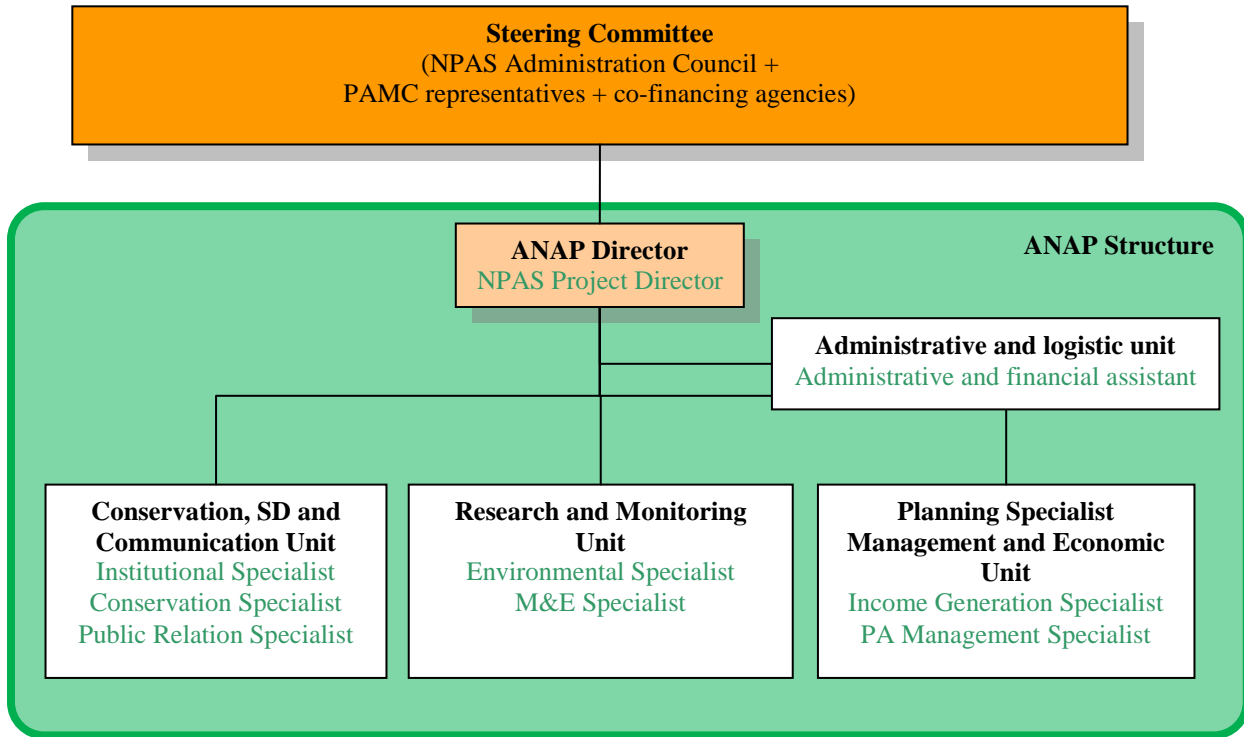 Steering Committee
(NPAS Administration Council +
PAMC representatives + co-financing agencies)
ANAP Structure
ANAP Director
NPAS Project Director
Administrative and logistic unit
Administrative and financial assistant
Conservation, SD and
Communication Unit
Institutional Specialist
Conservation Specialist
Public Relation Specialist
Research and Monitoring
Unit
Environmental Specialist
M&E Specialist
Planning Specialist
Management and Economic
Unit
Income Generation Specialist
PA Management Specialist